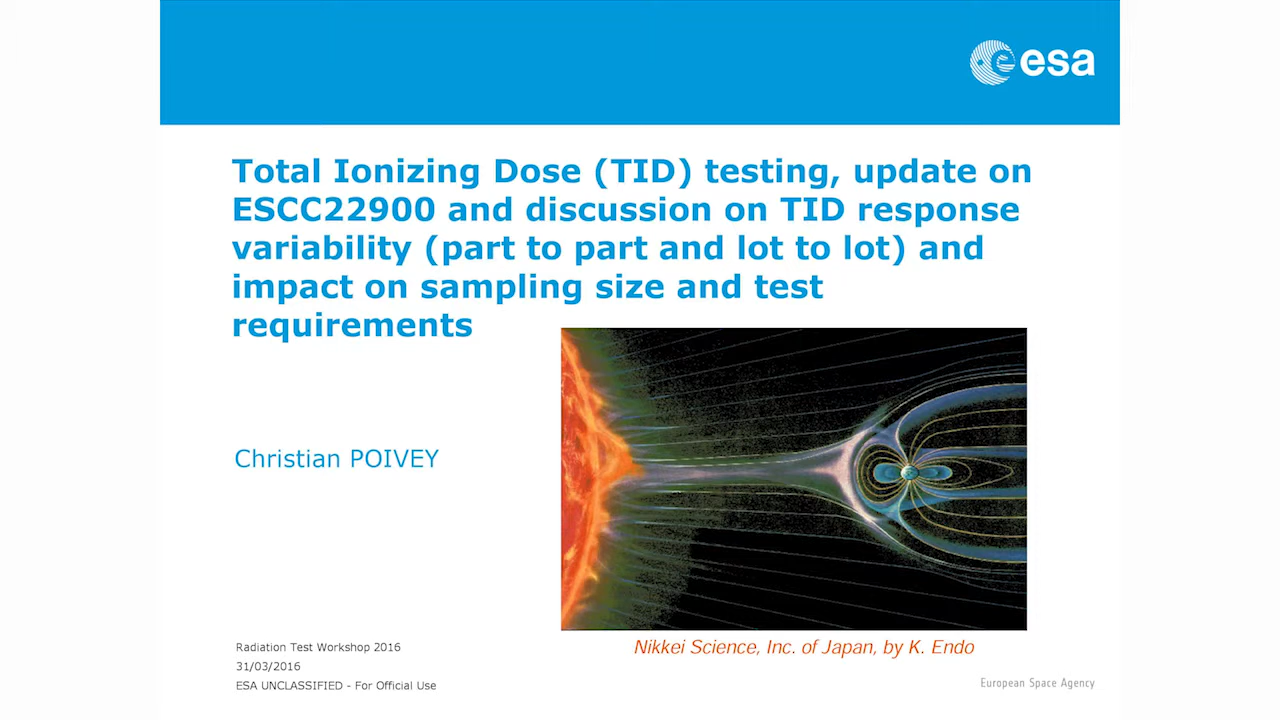 esa
Total Ionizing Dose (TID) testing, update on
ESCC22900 and discussion on TID response
variability (part to part and lot to lot) and
impact on sampling size and test
requirements
Christian POIVEY
Nikkei Science, Inc. of Japan, by K. Endo
Radiation Test Workshop 2016
31/03/2016
ESA UNCLASSIFIED - For Official Use
European Space Agency